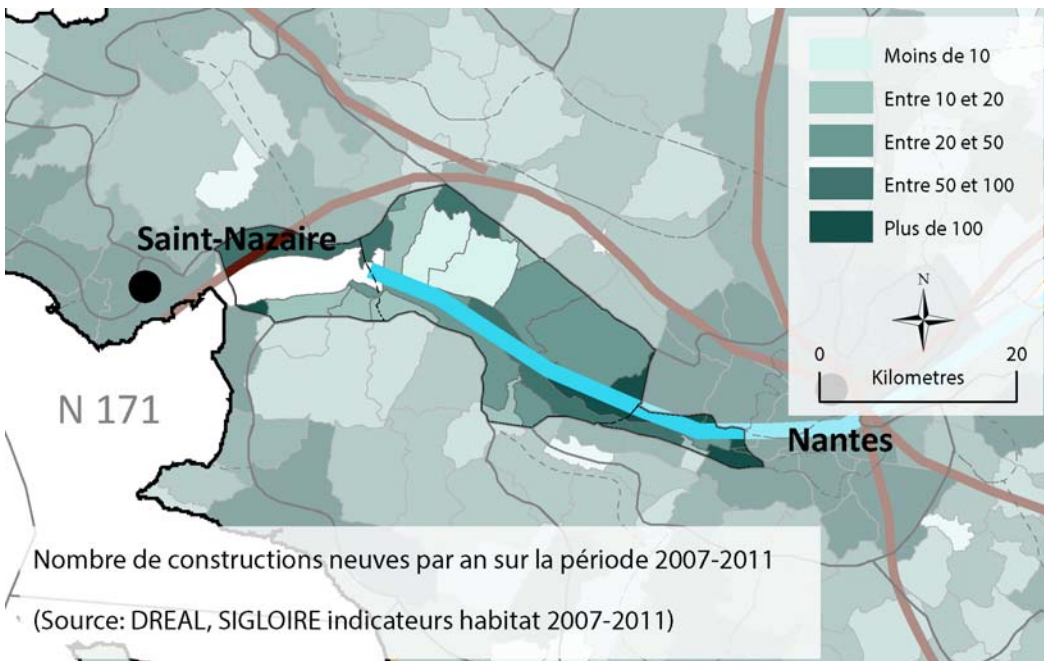 Moins de 10
Entre 10 et 20
Entre 20 et 50
Entre 50 et 100
Plus de 100
N
0 20
Kilometres
Saint-Nazaire
N 171
Nantes
Nombre de constructions neuves par an sur la période 2007-2011
(Source: DREAL, SIGLOIRE indicateurs habitat 2007-2011)